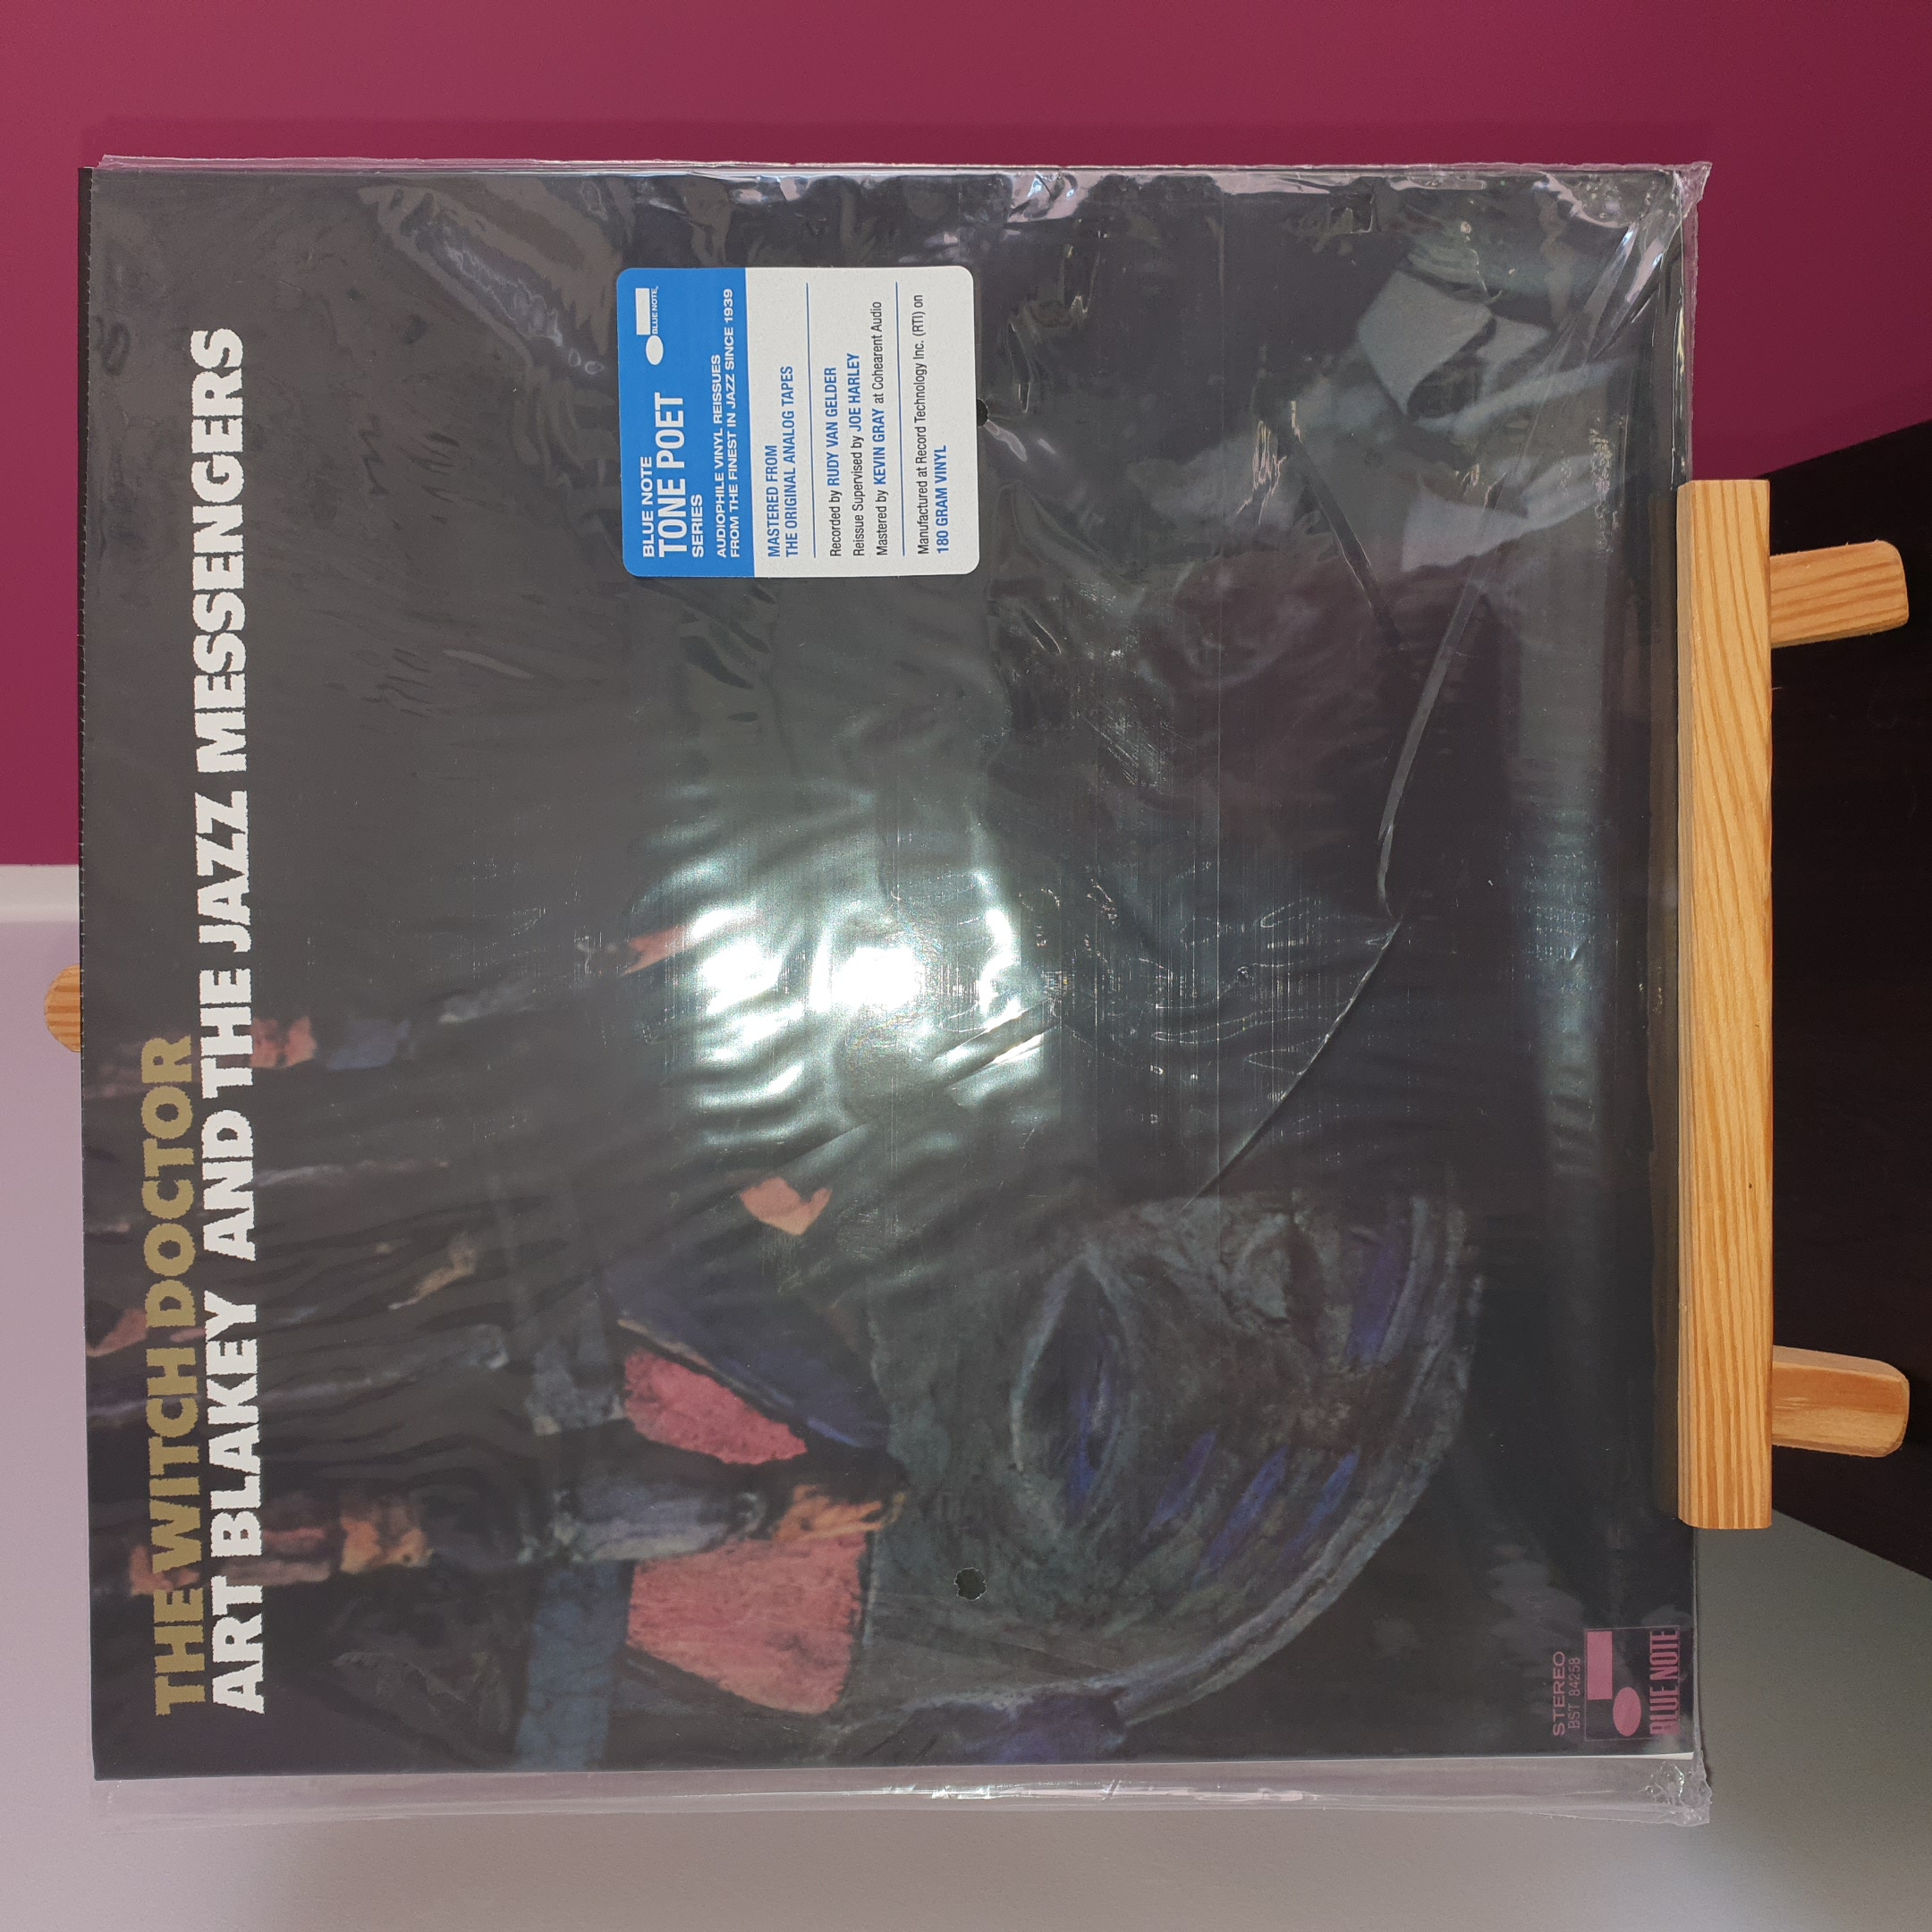 THE WITCH DOCTOR
ART BLAKEY AND THE JAZZ MESSENGERS
BLUE NOTE
TONE POET
SERIES
BLUE NOTE
AUDIOPHILE VINYL REISSUES
FROM THE FINEST IN JAZZ SINCE 1939
MASTERED FROM
THE ORIGINAL ANALOG TAPES
Recorded by RUDY VAN GELDER
Reissue Supervised by JOE HARLEY
Mastered by KEVIN GRAY at Cohearent Audio
Manufactured at Record Technology Inc. (RTI) on
180 GRAM VINYL
STEREO
BST 84258
BLUE NOTE